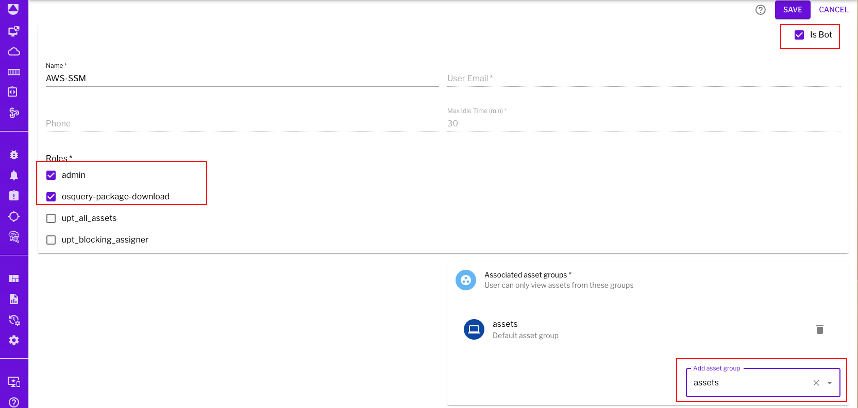 SAVE CANCEL
Is Bot
Name *
AWS-SSM
User Email *
Phone
Max Idle Time (min) *
30
Roles *
admin
osquery-package-download
upt_all_assets
upt_blocking_assigner
Associated asset groups *
User can only view assets from these groups
assets
Default asset group
Add asset group
assets